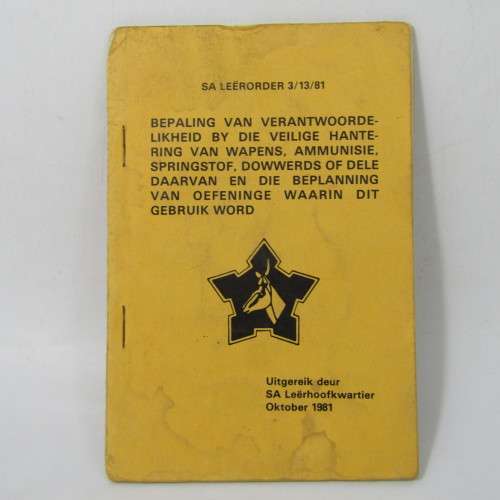 SA LEËRORDER 3/13/81
BEPALING VAN VERANTWOORDE-
LIKHEID BY DIE VEILIGE HANTE-
RING VAN WAPENS, AMMUNISIE,
SPRINGSTOF, DOWWERDS OF DELE
DAARVAN EN DIE BEPLANNING
VAN OEFENINGE WAARIN DIT
GEBRUIK WORD
Uitgereik deur
SA Leërhoofkwartier
Oktober 1981